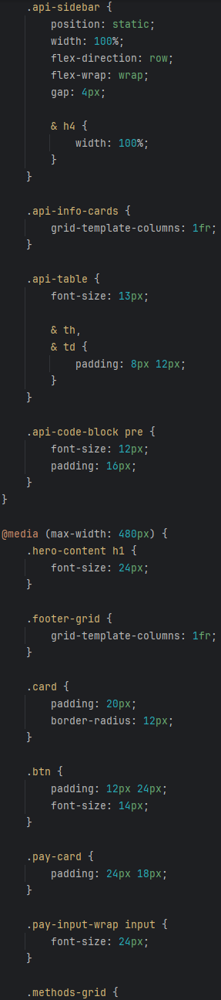 .api-sidebar {
position: static;
width: 100%;
flex-direction: row;
flex-wrap: wrap;
gap: 4px;
& h4 {
width: 100%;
}
}
.api-info-cards {
grid-template-columns: 1fr;
}
.api-table {
font-size: 13px;
& th,
& td {
padding: 8px 12px;
}
}
.api-code-block pre {
font-size: 12px;
padding: 16px;
}
}
@media (max-width: 480px) {
.hero-content h1 {
font-size: 24px;
}
.footer-grid {
grid-template-columns: 1fr;
}
.card {
padding: 20px;
border-radius: 12px;
}
.btn {
padding: 12px 24px;
font-size: 14px;
}
.pay-card {
padding: 24px 18px;
}
.pay-input-wrap input {
font-size: 24px;
}
.methods-grid {